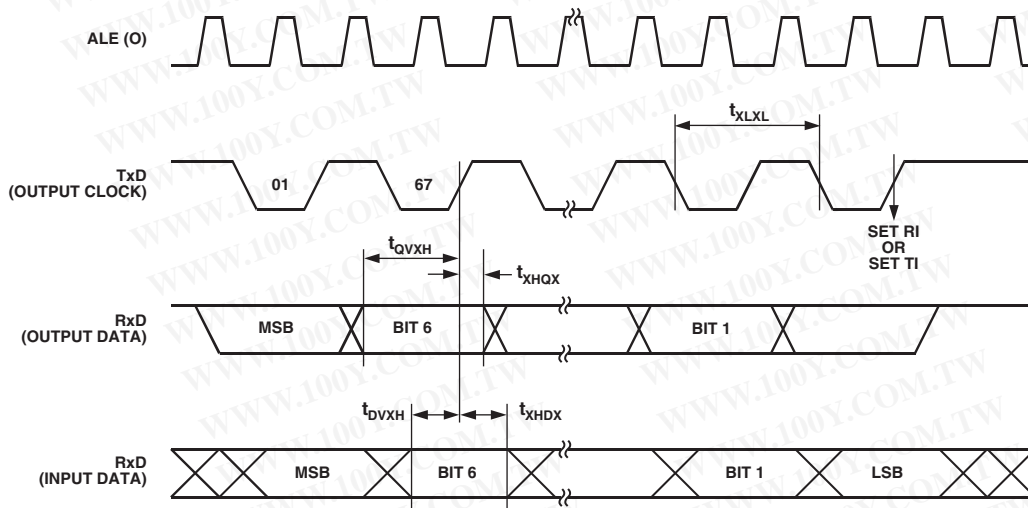 ALE (O)
TxD
(OUTPUT CLOCK)
01
67
tXLXL
SET RI
OR
SET TI
tQVXH
tXHQX
RxD
(OUTPUT DATA)
MSB
BIT 6
BIT 1
tDVXH
tXHDX
RxD
(INPUT DATA)
MSB
BIT 6
BIT 1
LSB
WWW.100Y.COM.TW